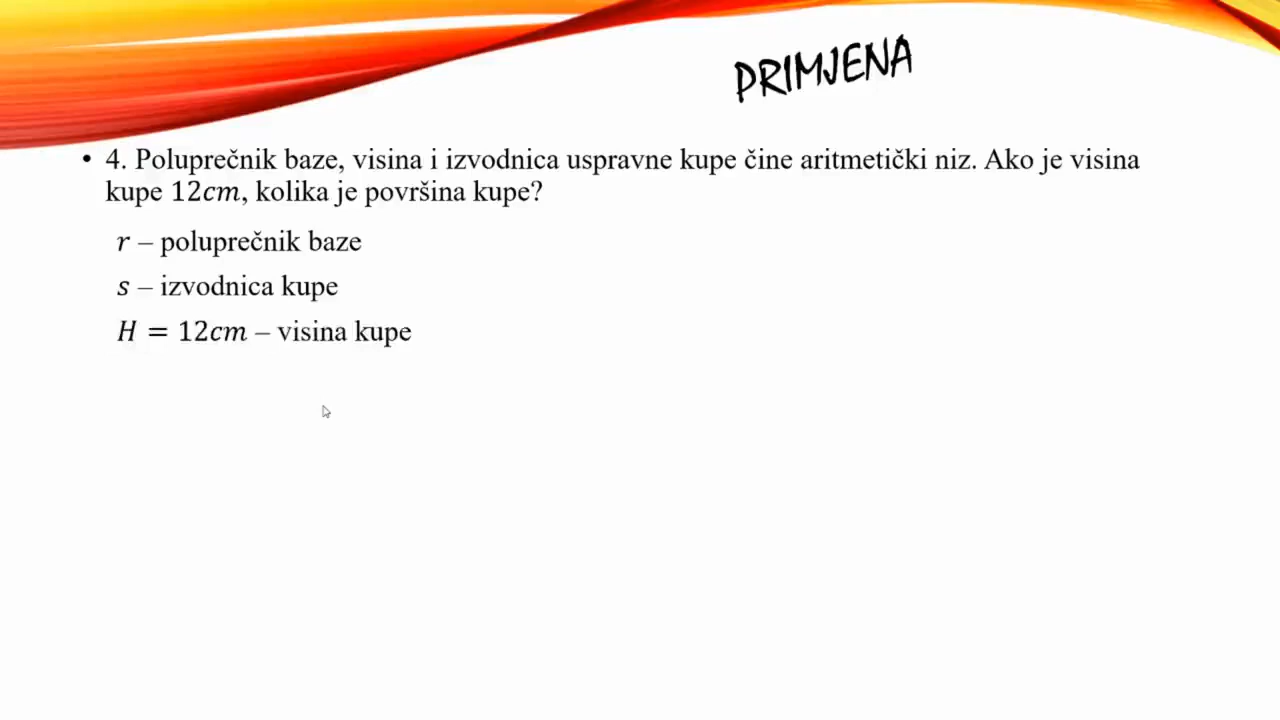 PRIMJENA
• 4. Poluprečnik baze, visina i izvodnica uspravne kupe čine aritmetički niz. Ako je visina
kupe 12cm, kolika je površina kupe?
r – poluprečnik baze
s – izvodnica kupe
H = 12cm – visina kupe